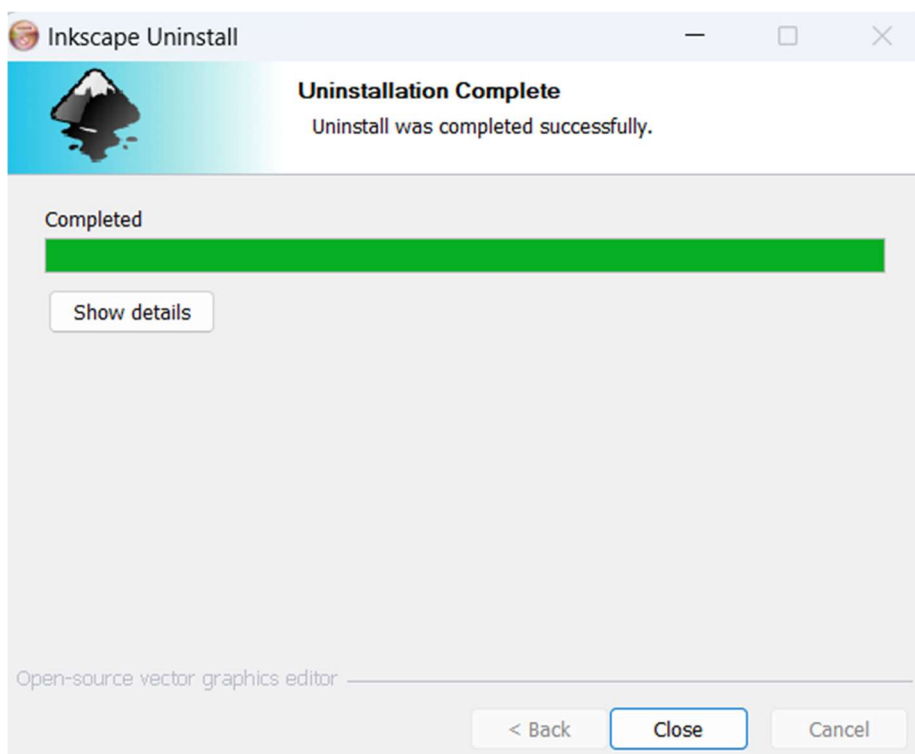 Inkscape Uninstall
Uninstallation Complete
Uninstall was completed successfully.
Completed
Show details
Open-source vector graphics editor
< Back Close Cancel